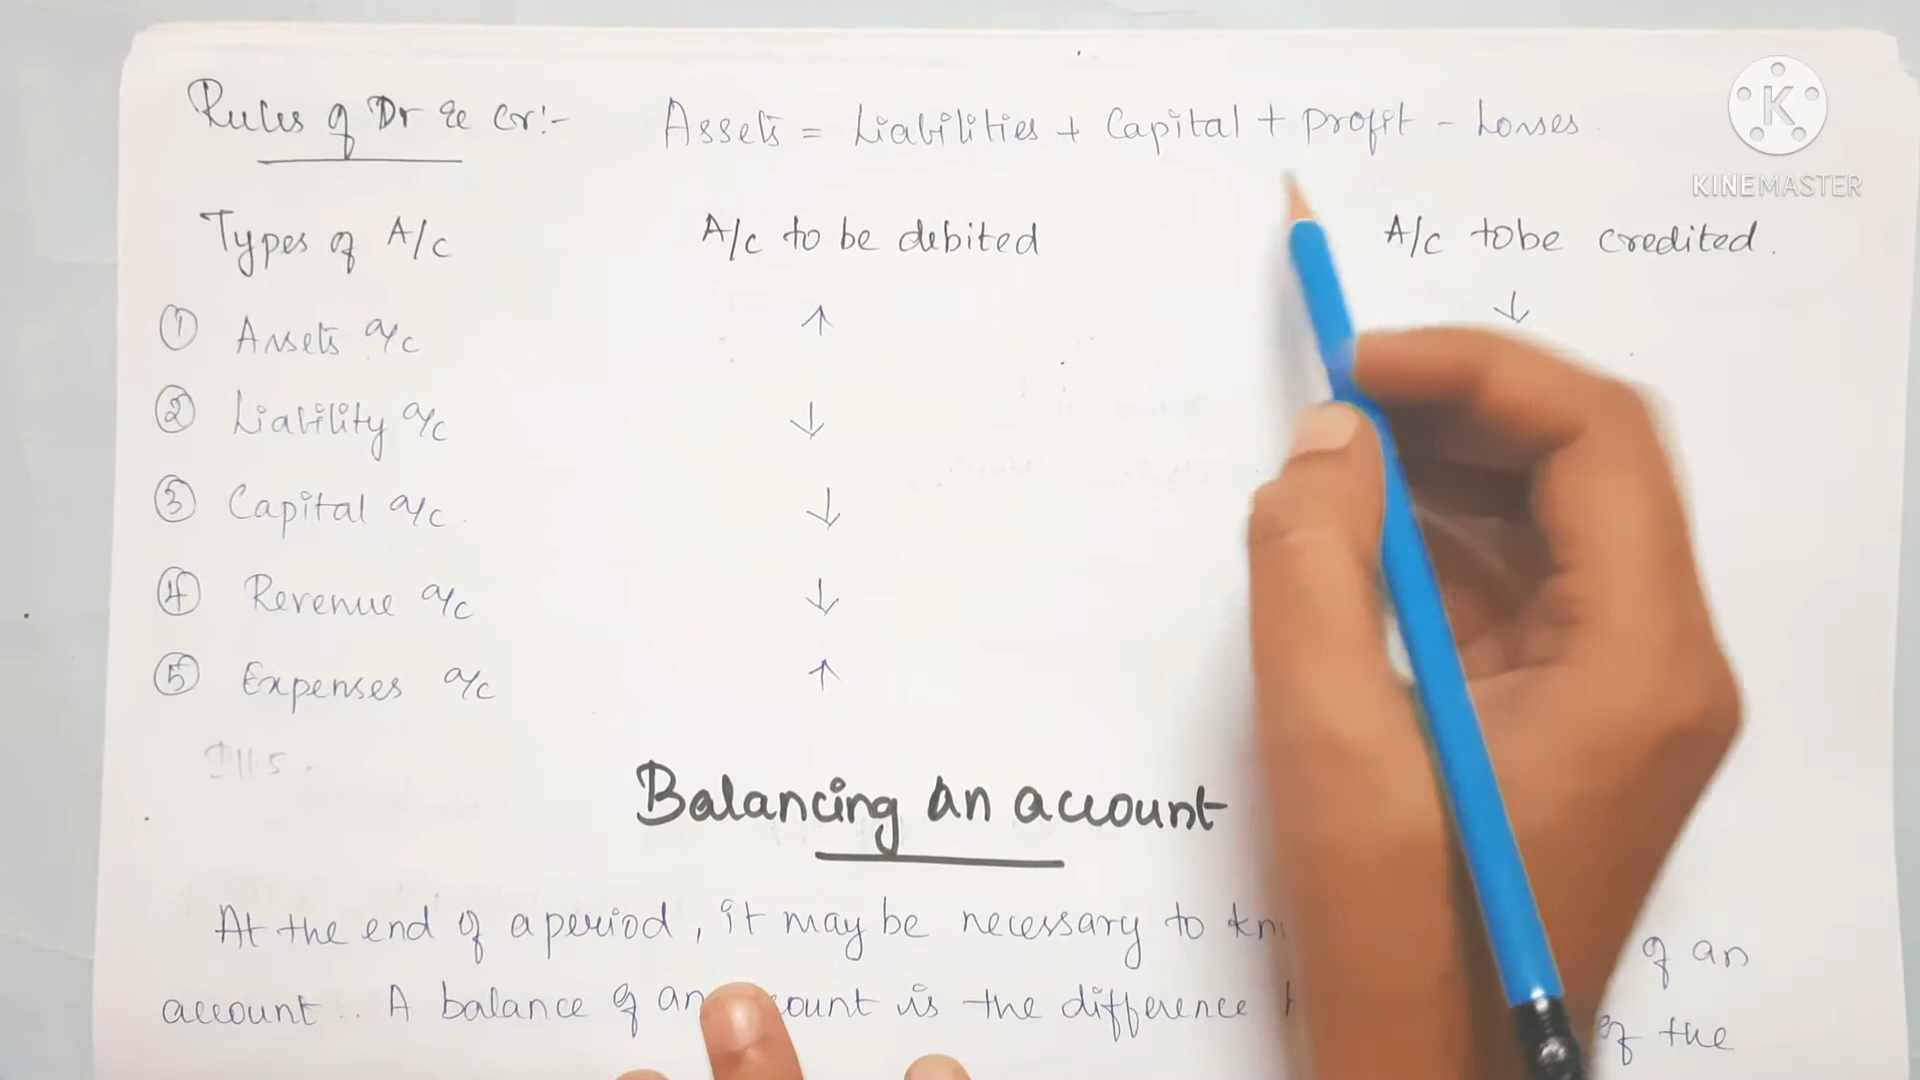 Rules of Dr & Cr:-
Assets = Liabilities + Capital + Profit - Losses
KINEMASTER
Types of A/c A/c to be debited A/c tobe credited.
① Assets a/c ↑ ↓
② Liability a/c ↓
③ Capital a/c ↓
④ Revenue a/c ↓
⑤ Expenses a/c ↑
Balancing an account
At the end of a period, it may be necessary to of an
account.. A balance of an is the difference of the